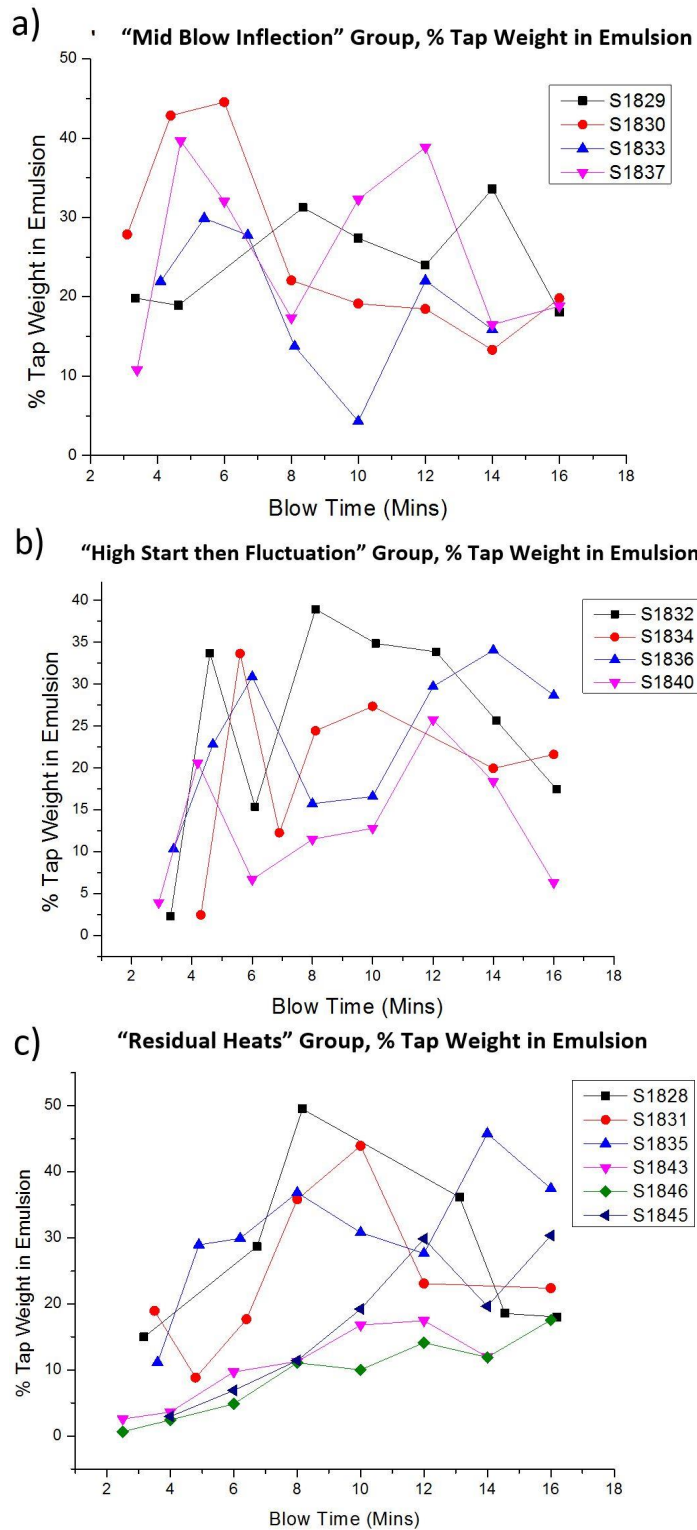 a)
' “Mid Blow Inflection” Group, % Tap Weight in Emulsion
50
40
30
20
10
0
% Tap Weight in Emulsion
S1829
S1830
S1833
S1837
2 4 6 8 10 12 14 16 18
Blow Time (Mins)
b)
“High Start then Fluctuation” Group, % Tap Weight in Emulsion
40
35
30
25
20
15
10
5
0
% Tap Weight in Emulsion
S1832
S1834
S1836
S1840
2 4 6 8 10 12 14 16 18
Blow Time (Mins)
c)
“Residual Heats” Group, % Tap Weight in Emulsion
50
40
30
20
10
0
% Tap Weight in Emulsion
S1828
S1831
S1835
S1843
S1846
S1845
2 4 6 8 10 12 14 16 18
Blow Time (Mins)